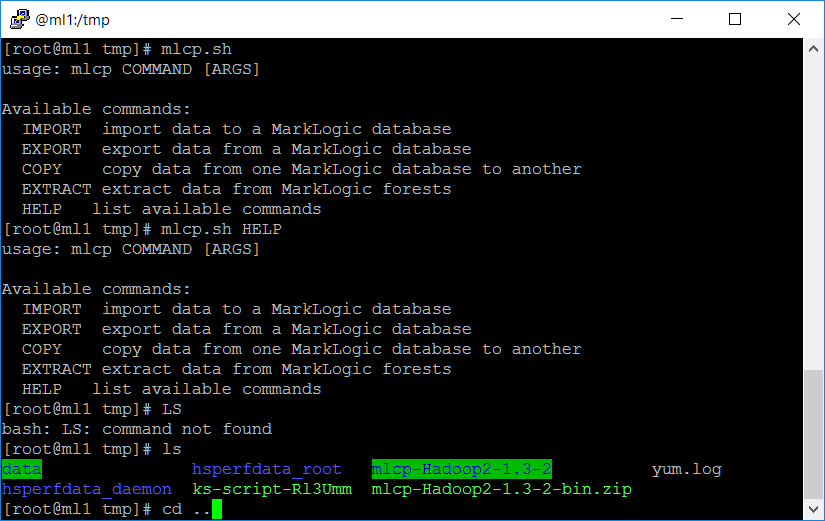 @ml1:/tmp
[root@ml1 tmp]# mlcp.sh
usage: mlcp COMMAND [ARGS]
Available commands:
IMPORT import data to a MarkLogic database
EXPORT export data from a MarkLogic database
COPY copy data from one MarkLogic database to another
EXTRACT extract data from MarkLogic forests
HELP list available commands
[root@ml1 tmp]# mlcp.sh HELP
usage: mlcp COMMAND [ARGS]
Available commands:
IMPORT import data to a MarkLogic database
EXPORT export data from a MarkLogic database
COPY copy data from one MarkLogic database to another
EXTRACT extract data from MarkLogic forests
HELP list available commands
[root@ml1 tmp]# LS
bash: LS: command not found
[root@ml1 tmp]# ls
data hsperfdata_root mlcp-Hadoop2-1.3-2 yum.log
hsperfdata_daemon ks-script-Rl3Umm mlcp-Hadoop2-1.3-2-bin.zip
[root@ml1 tmp]# cd ..